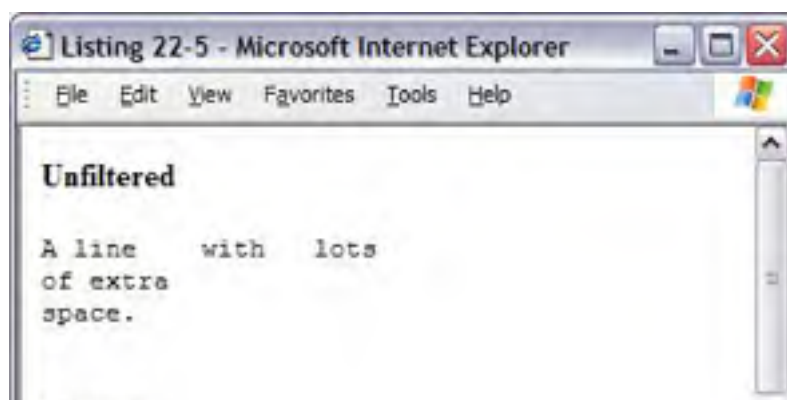 Listing 22-5 - Microsoft Internet Explorer
File Edit View Favorites Tools Help
Unfiltered
A line    with   lots
of extra
space.